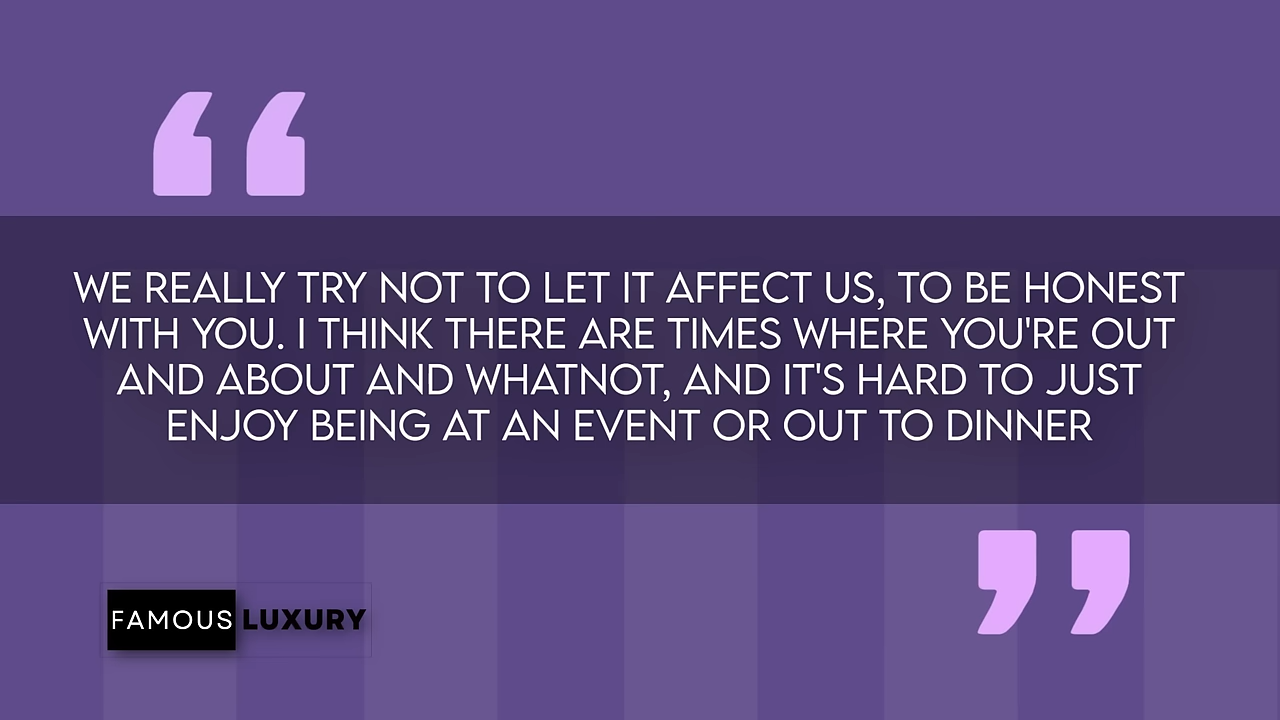 “
WE REALLY TRY NOT TO LET IT AFFECT US, TO BE HONEST
WITH YOU. I THINK THERE ARE TIMES WHERE YOU'RE OUT
AND ABOUT AND WHATNOT, AND IT'S HARD TO JUST
ENJOY BEING AT AN EVENT OR OUT TO DINNER
”
FAMOUS LUXURY